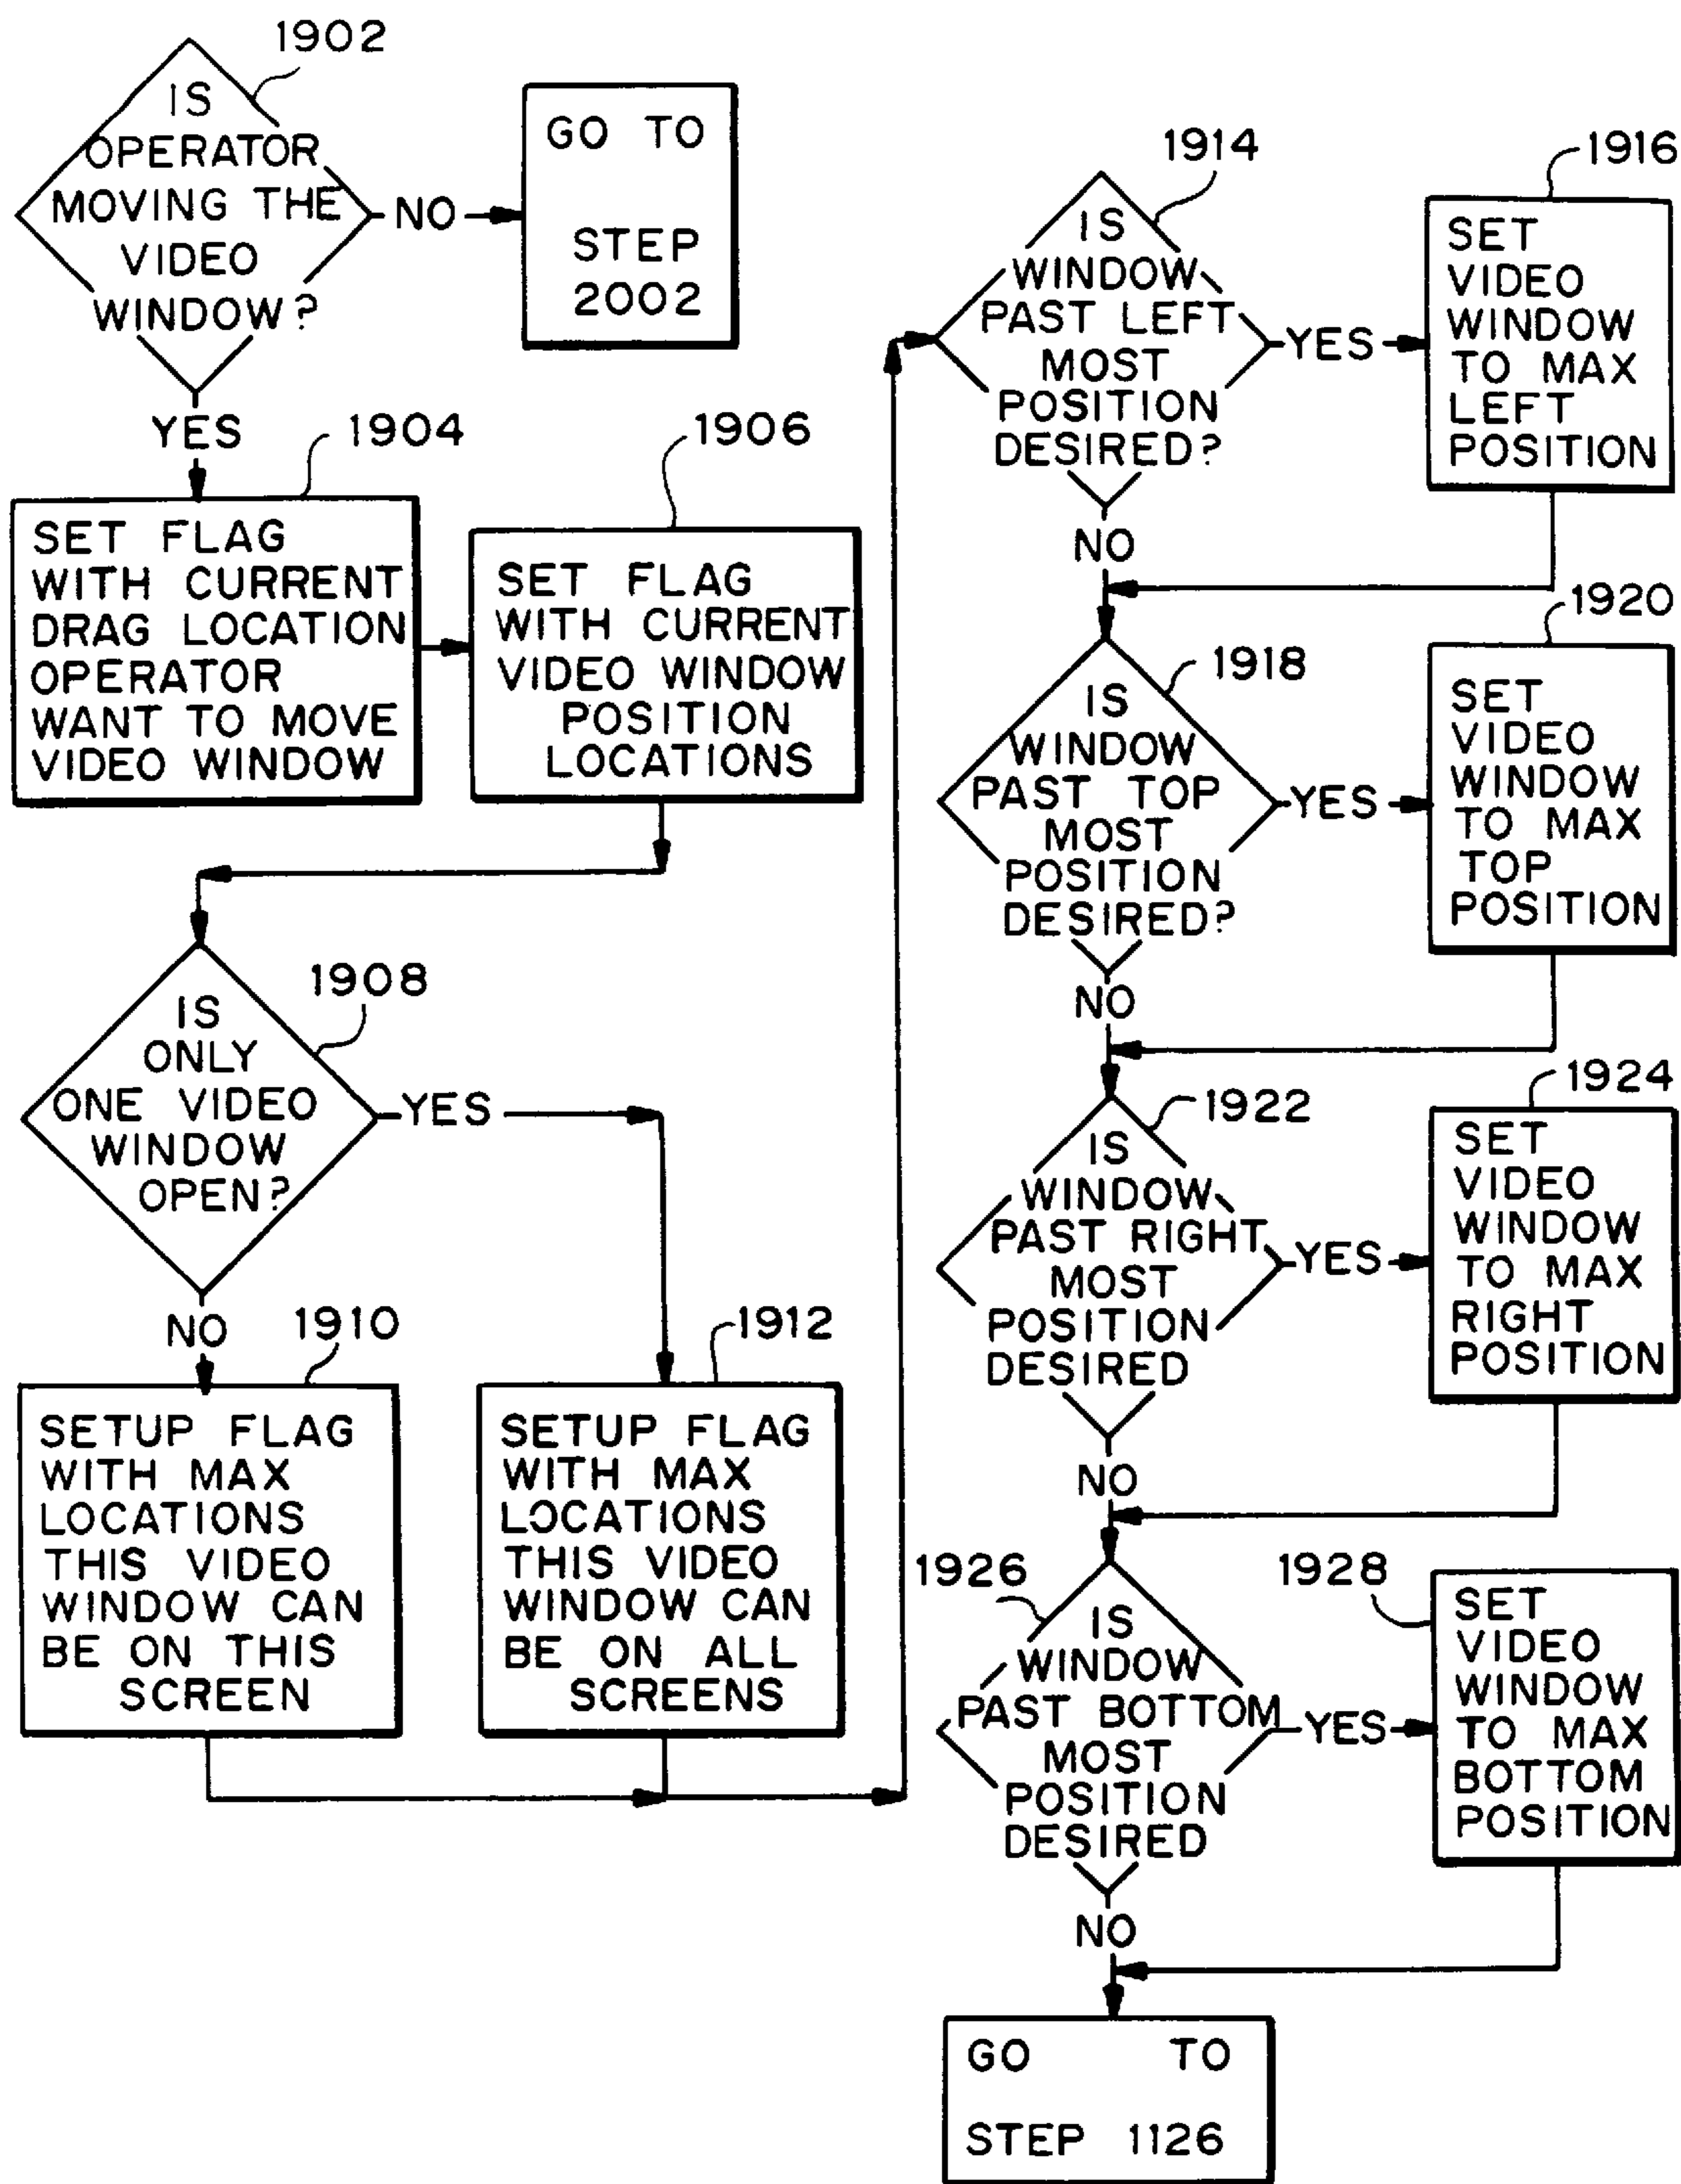 1902
IS
OPERATOR
MOVING THE
VIDEO
WINDOW?
NO
GO TO
STEP
2002
YES
1904
SET FLAG
WITH CURRENT
DRAG LOCATION
OPERATOR
WANT TO MOVE
VIDEO WINDOW
1906
SET FLAG
WITH CURRENT
VIDEO WINDOW
POSITION
LOCATIONS
1908
IS
ONLY
ONE VIDEO
WINDOW
OPEN?
YES
NO
1910
SETUP FLAG
WITH MAX
LOCATIONS
THIS VIDEO
WINDOW CAN
BE ON THIS
SCREEN
1912
SETUP FLAG
WITH MAX
LOCATIONS
THIS VIDEO
WINDOW CAN
BE ON ALL
SCREENS
1914
IS
WINDOW
PAST LEFT
MOST
POSITION
DESIRED?
YES
1916
SET
VIDEO
WINDOW
TO MAX
LEFT
POSITION
NO
1918
IS
WINDOW
PAST TOP
MOST
POSITION
DESIRED?
YES
1920
SET
VIDEO
WINDOW
TO MAX
TOP
POSITION
NO
1922
IS
WINDOW
PAST RIGHT
MOST
POSITION
DESIRED
YES
1924
SET
VIDEO
WINDOW
TO MAX
RIGHT
POSITION
NO
1926
IS
WINDOW
PAST BOTTOM
MOST
POSITION
DESIRED
YES
1928
SET
VIDEO
WINDOW
TO MAX
BOTTOM
POSITION
NO
GO TO
STEP 1126